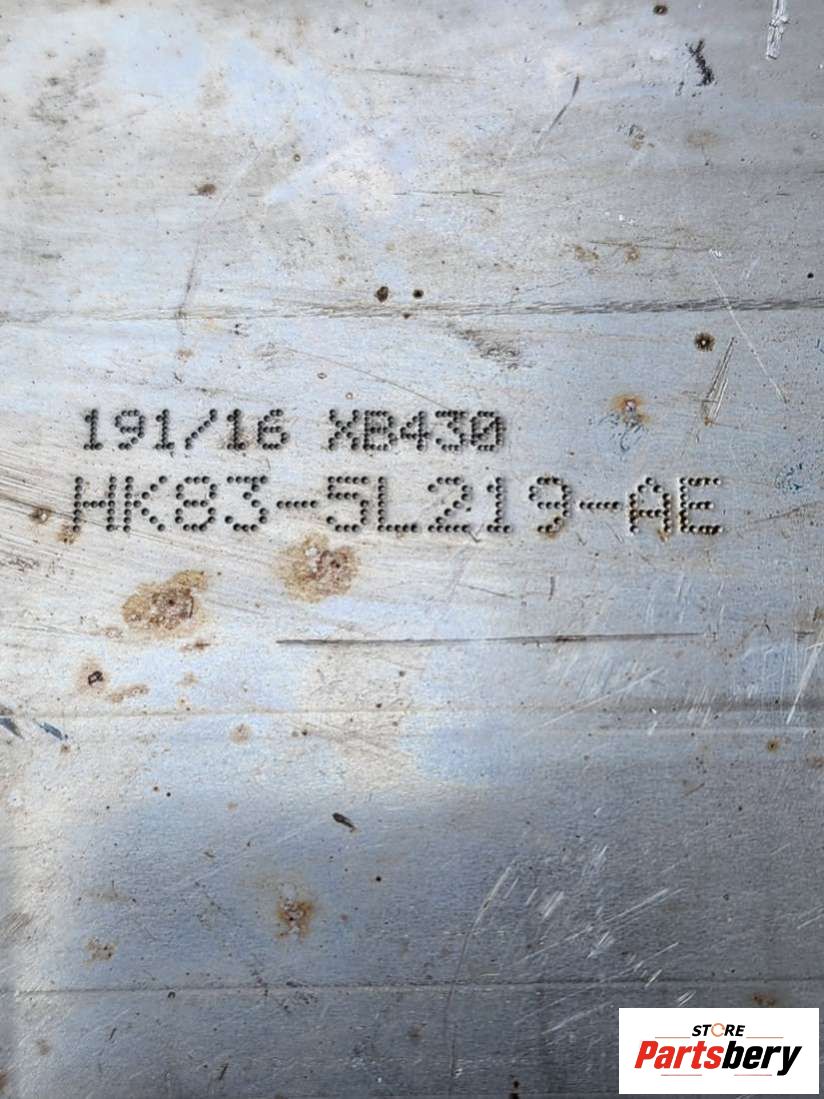 191/16 XB430
HK83-5L219-AE
STORE
Partsbery